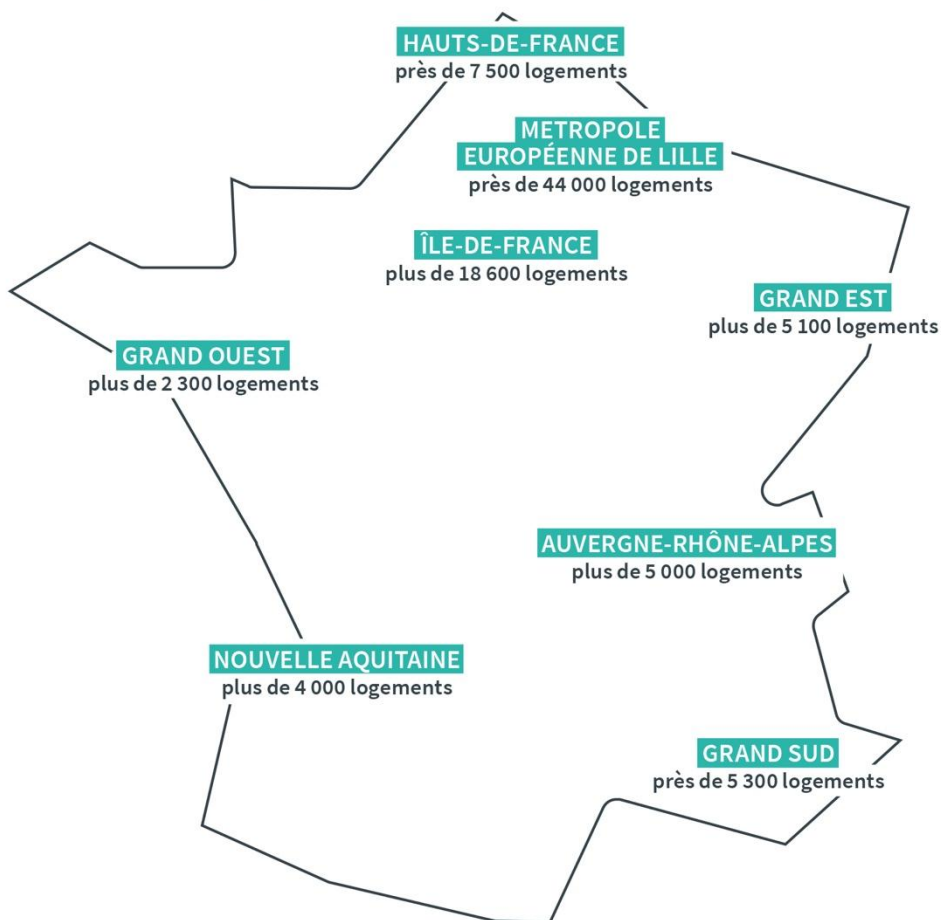 HAUTS-DE-FRANCE
près de 7 500 logements
METROPOLE
EUROPÉENNE DE LILLE
près de 44 000 logements
ÎLE-DE-FRANCE
plus de 18 600 logements
GRAND EST
plus de 5 100 logements
GRAND OUEST
plus de 2 300 logements
AUVERGNE-RHÔNE-ALPES
plus de 5 000 logements
NOUVELLE AQUITAINE
plus de 4 000 logements
GRAND SUD
près de 5 300 logements